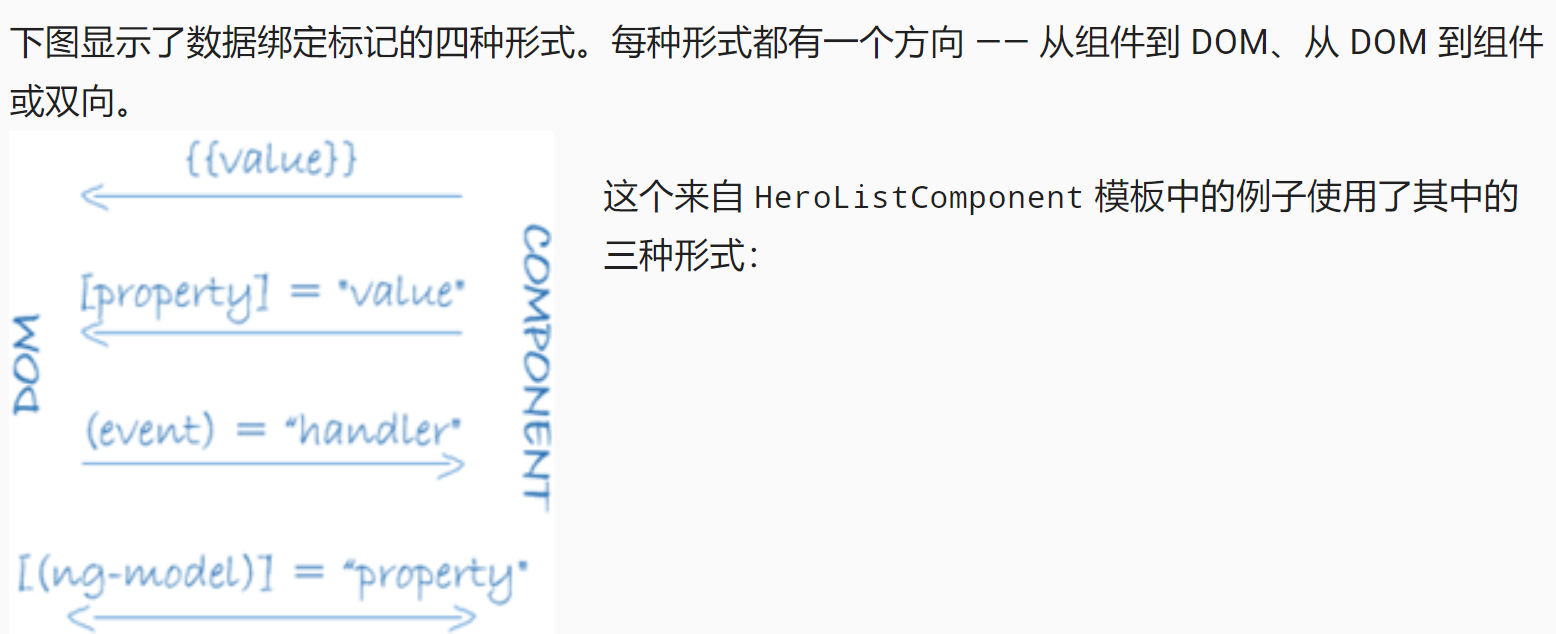 下图显示了数据绑定标记的四种形式。每种形式都有一个方向 —— 从组件到 DOM、从 DOM 到组件
或双向。
{{value}}
[property] = "value"
(event) = "handler"
[(ng-model)] = "property"
DOM
COMPONENT
这个来自 HeroListComponent 模板中的例子使用了其中的
三种形式：